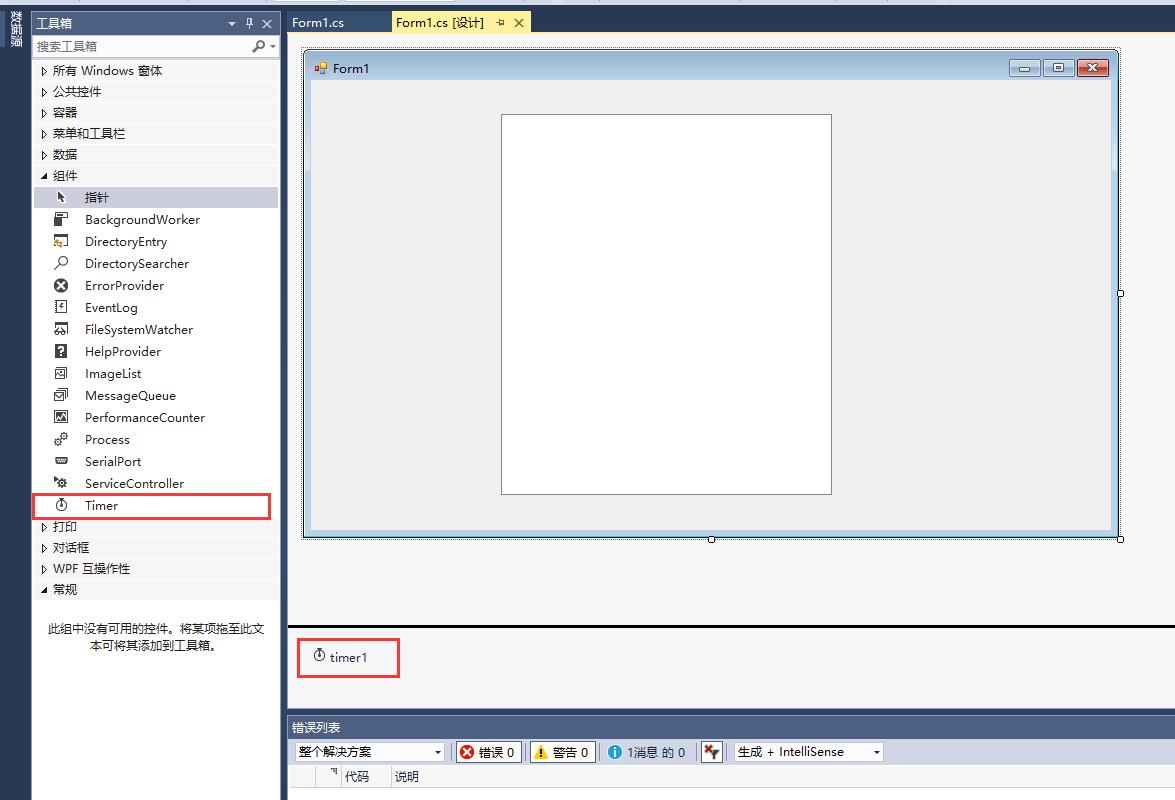 数据源
工具箱
搜索工具箱
所有 Windows 窗体
公共控件
容器
菜单和工具栏
数据
组件
指针
BackgroundWorker
DirectoryEntry
DirectorySearcher
ErrorProvider
EventLog
FileSystemWatcher
HelpProvider
ImageList
MessageQueue
PerformanceCounter
Process
SerialPort
ServiceController
Timer
打印
对话框
WPF 互操作性
常规
此组中没有可用的控件。将某项拖至此文
本可将其添加到工具箱。
Form1.cs
Form1.cs [设计]
Form1
timer1
错误列表
整个解决方案
错误 0
警告 0
1消息 的 0
生成 + IntelliSense
代码
说明